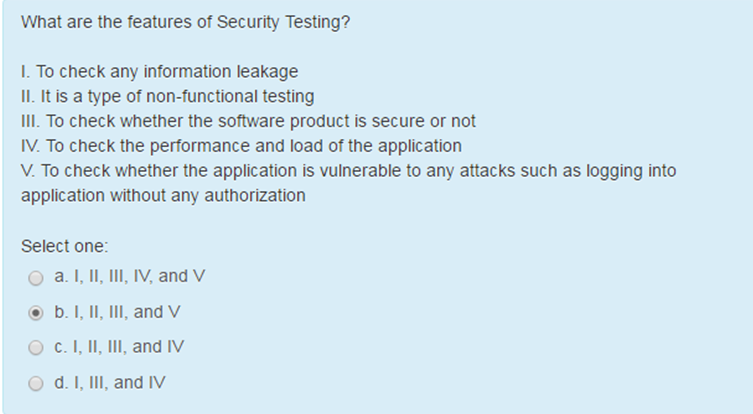 What are the features of Security Testing?
I. To check any information leakage
II. It is a type of non-functional testing
III. To check whether the software product is secure or not
IV. To check the performance and load of the application
V. To check whether the application is vulnerable to any attacks such as logging into
application without any authorization
Select one:
a. I, II, III, IV, and V
b. I, II, III, and V
c. I, II, III, and IV
d. I, III, and IV